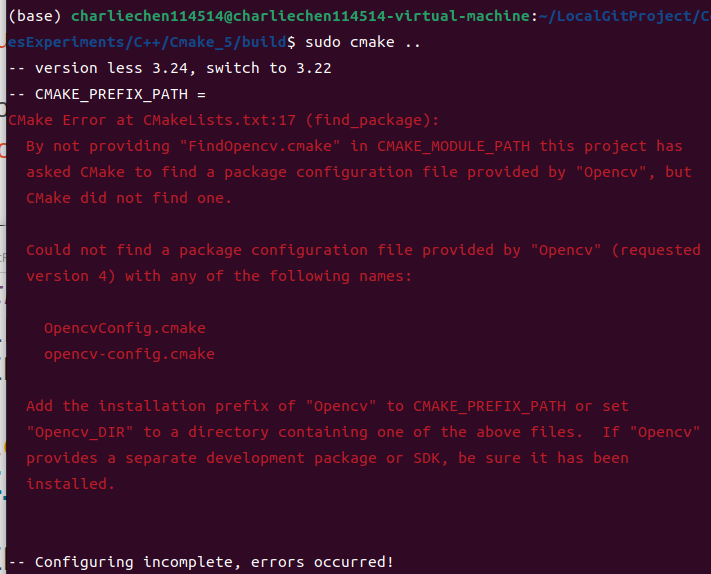 (base) charliechen114514@charliechen114514-virtual-machine:~/LocalGitProject/C
esExperiments/C++/Cmake_5/build$ sudo cmake ..
-- version less 3.24, switch to 3.22
-- CMAKE_PREFIX_PATH =
CMake Error at CMakeLists.txt:17 (find_package):
By not providing "FindOpencv.cmake" in CMAKE_MODULE_PATH this project has
asked CMake to find a package configuration file provided by "Opencv", but
CMake did not find one.
Could not find a package configuration file provided by "Opencv" (requested
version 4) with any of the following names:
OpencvConfig.cmake
opencv-config.cmake
Add the installation prefix of "Opencv" to CMAKE_PREFIX_PATH or set
"Opencv_DIR" to a directory containing one of the above files.  If "Opencv"
provides a separate development package or SDK, be sure it has been
installed.
-- Configuring incomplete, errors occurred!